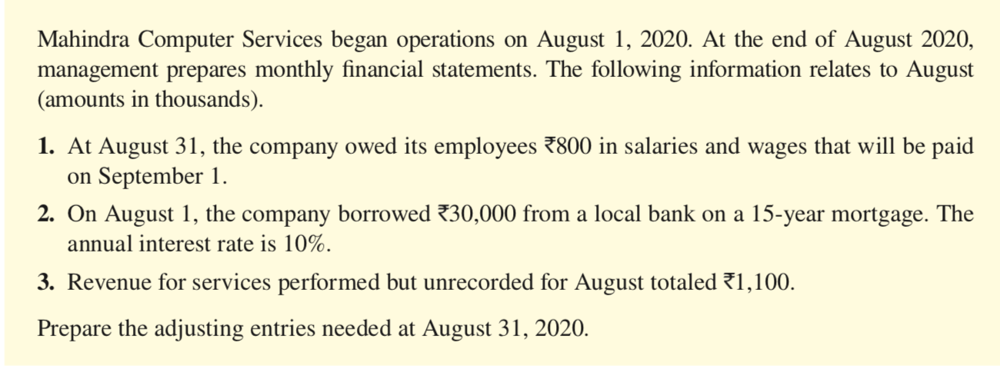 Mahindra Computer Services began operations on August 1, 2020. At the end of August 2020,
management prepares monthly financial statements. The following information relates to August
(amounts in thousands).
1. At August 31, the company owed its employees ₹800 in salaries and wages that will be paid
on September 1.
2. On August 1, the company borrowed ₹30,000 from a local bank on a 15-year mortgage. The
annual interest rate is 10%.
3. Revenue for services performed but unrecorded for August totaled ₹1,100.
Prepare the adjusting entries needed at August 31, 2020.